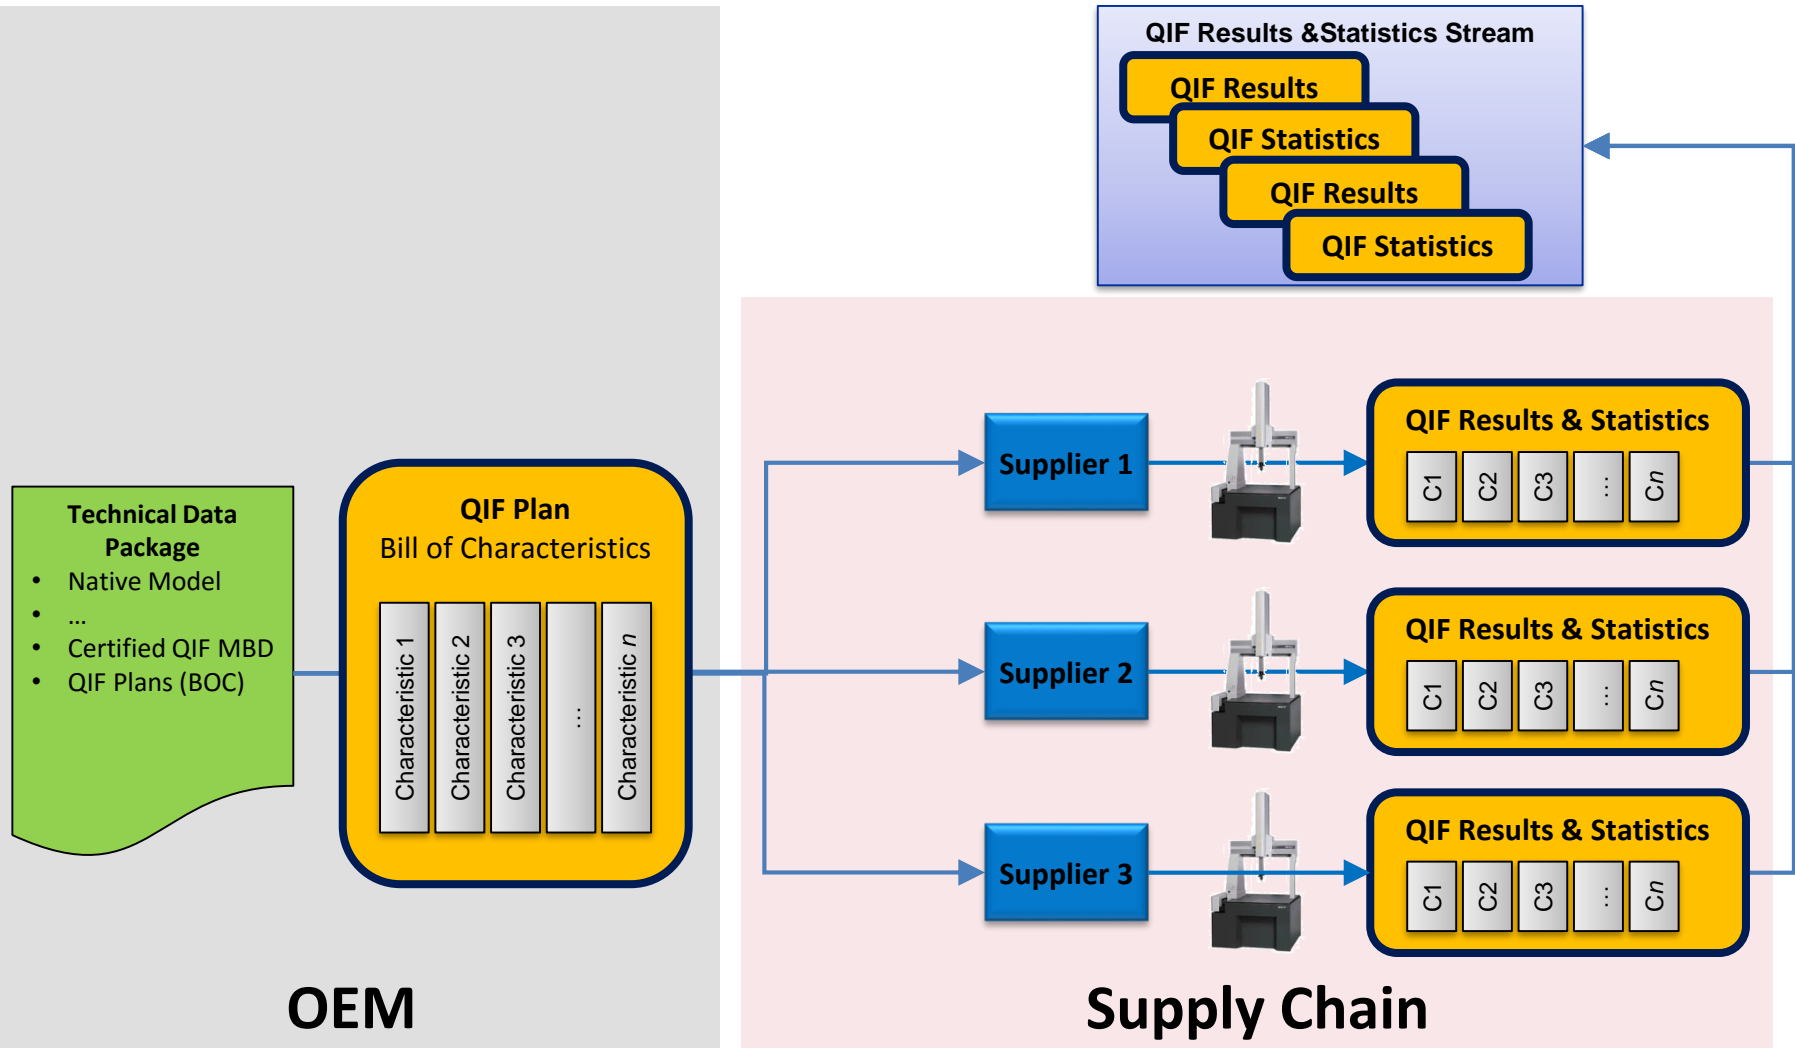 QIF Results &Statistics Stream
QIF Results
QIF Statistics
QIF Results
QIF Statistics
Technical Data
Package
• Native Model
• ...
• Certified QIF MBD
• QIF Plans (BOC)
QIF Plan
Bill of Characteristics
Characteristic 1
Characteristic 2
Characteristic 3
...
Characteristic n
Supplier 1
QIF Results & Statistics
C1
C2
C3
...
Cn
Supplier 2
QIF Results & Statistics
C1
C2
C3
...
Cn
Supplier 3
QIF Results & Statistics
C1
C2
C3
...
Cn
OEM
Supply Chain